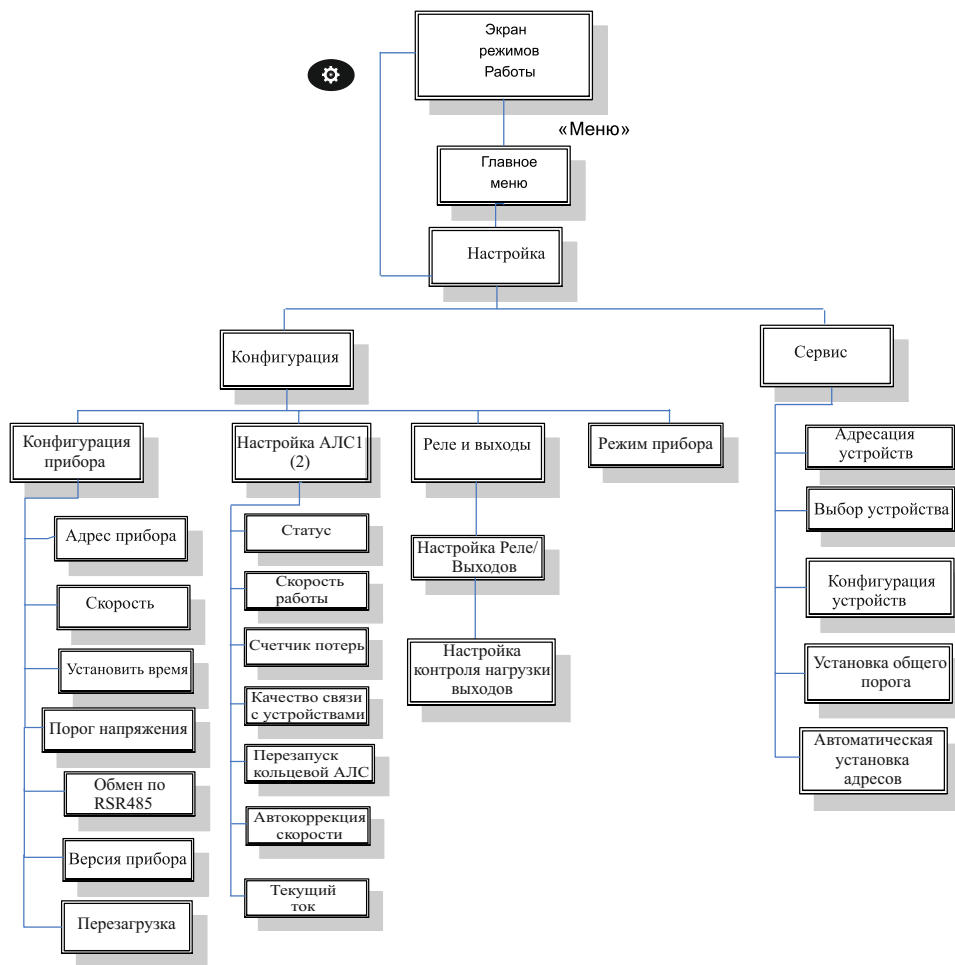 Экран
режимов
Работы
«Меню»
Главное
меню
Настройка
Конфигурация
Сервис
Конфигурация
прибора
Настройка АЛС1
(2)
Реле и выходы
Режим прибора
Адрес прибора
Скорость
Установить время
Порог напряжения
Обмен по
RSR485
Версия прибора
Перезагрузка
Статус
Скорость
работы
Счетчик потерь
Качество связи
с устройствами
Перезапуск
кольцевой АЛС
Автокоррекция
скорости
Текущий
ток
Настройка Реле/
Выходов
Настройка
контроля нагрузки
выходов
Адресация
устройств
Выбор устройства
Конфигурация
устройств
Установка общего
порога
Автоматическая
установка
адресов